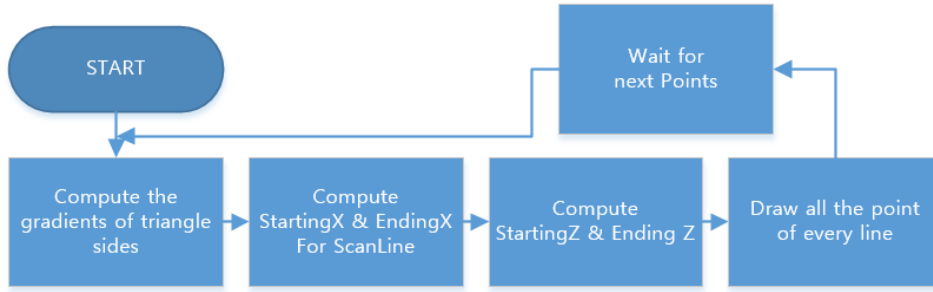 START
Wait for
next Points
Compute the
gradients of triangle
sides
Compute
StartingX & EndingX
For ScanLine
Compute
StartingZ & Ending Z
Draw all the point
of every line